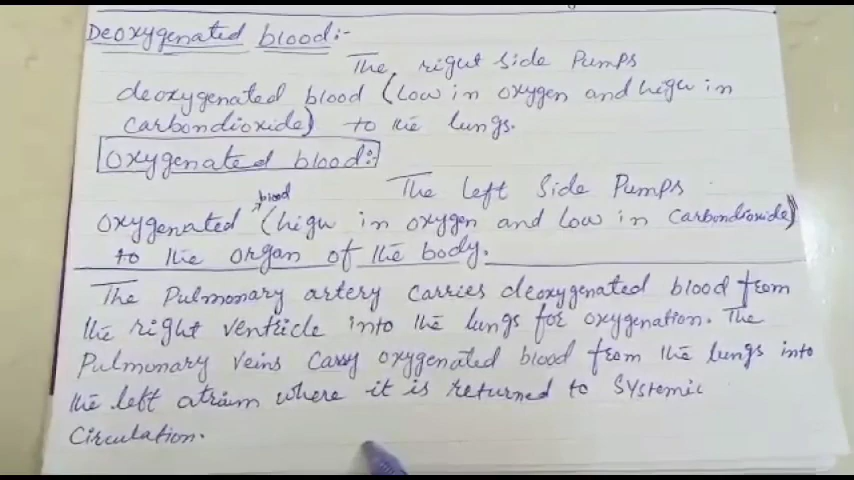 Deoxygenated blood:-
The right side Pumps
deoxygenated blood (low in oxygen and high in
carbondioxide) to the lungs.
Oxygenated blood:-
The left side Pumps
blood
oxygenated (high in oxygen and low in carbondioxide)
to the organ of the body.
The Pulmonary artery carries deoxygenated blood from
the right ventricle into the lungs for oxygenation. The
Pulmonary veins carry oxygenated blood from the lungs into
the left atrium where it is returned to systemic
circulation.